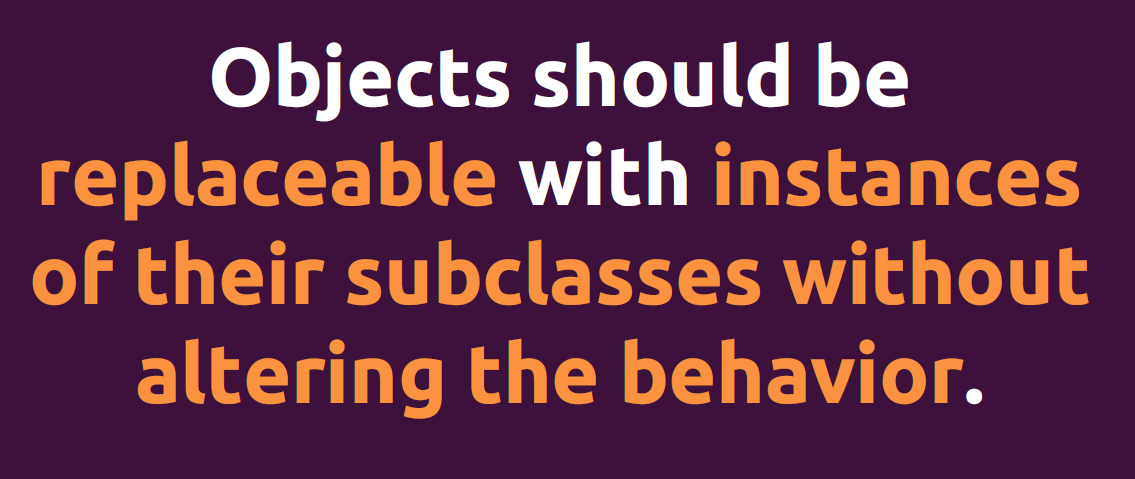 Objects should be
replaceable with instances
of their subclasses without
altering the behavior.